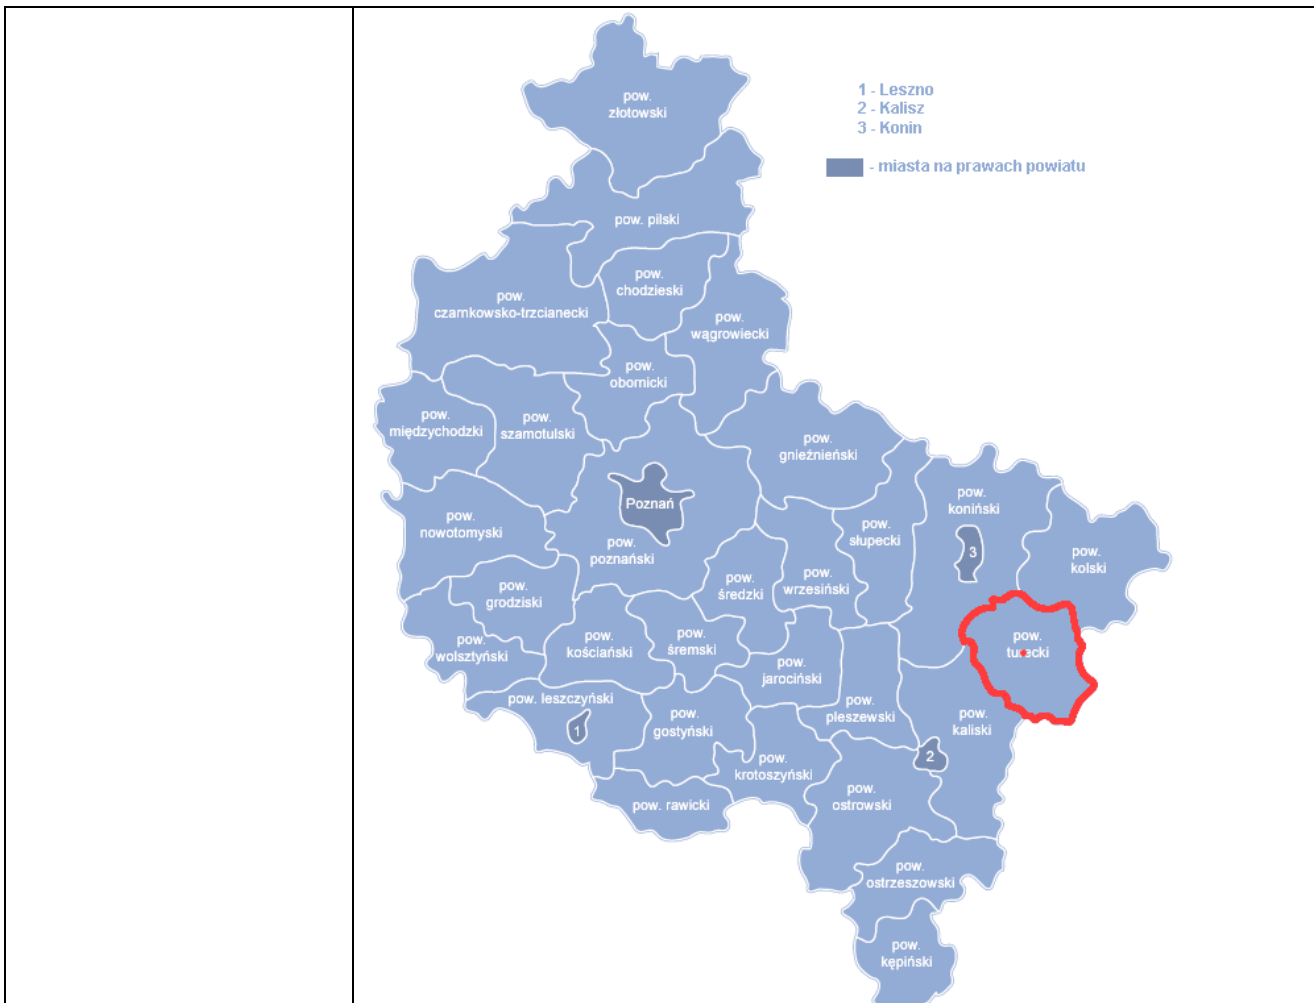 pow.
złotowski
1 - Leszno
2 - Kalisz
3 - Konin
- miasta na prawach powiatu
pow. pilski
pow.
chodzieski
pow.
czarnkowsko-trzcianecki
pow.
wągrowiecki
pow.
obornicki
pow.
międzychodzki
pow.
szamotulski
pow.
gnieźnieński
pow.
koniński
Poznań
pow.
nowotomyski
pow.
poznański
pow.
słupecki
3
pow.
kolski
pow.
średzki
pow.
wrzesiński
pow.
grodziski
pow.
wolsztyński
pow.
kościański
pow.
śremski
pow.
jarociński
pow.
turecki
pow. leszczyński
1
pow.
gostyński
pow.
pleszewski
pow.
kaliski
2
pow.
krotoszyński
pow. rawicki
pow.
ostrowski
pow.
ostrzeszowski
pow.
kępiński